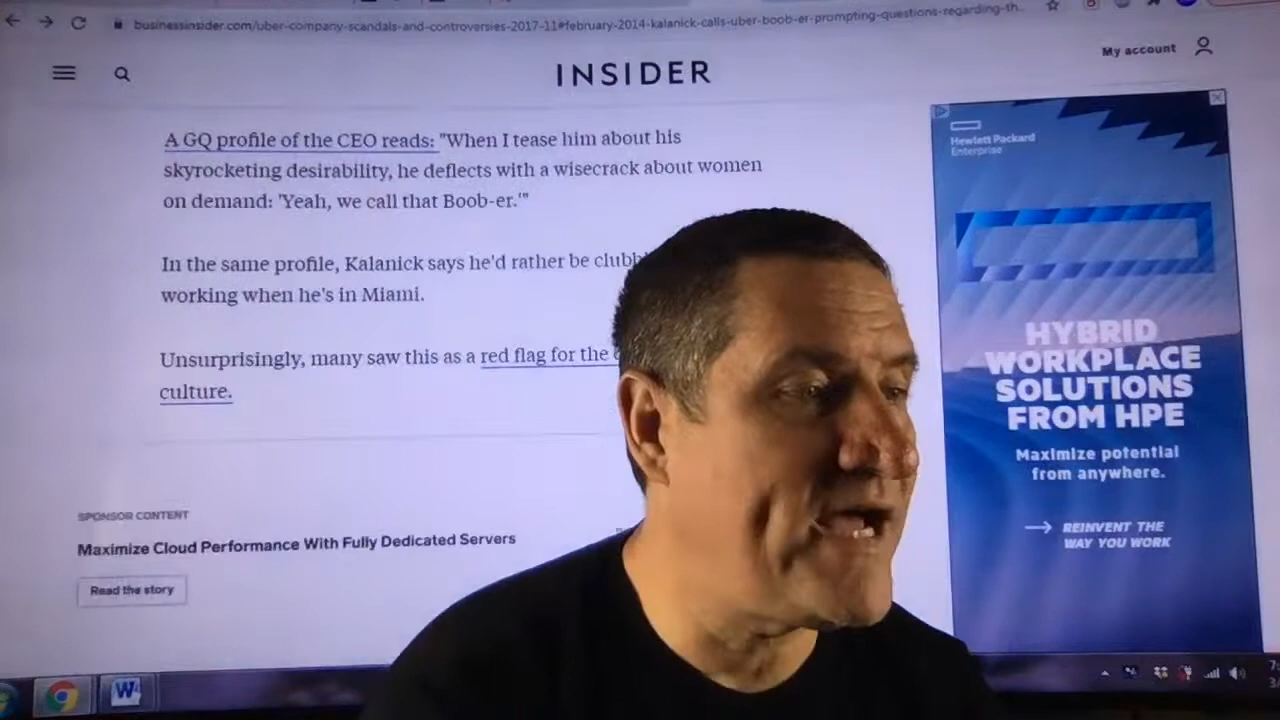 businessinsider.com/uber-company-scandals-and-controversies-2017-11#february-2014-kalanick-calls-uber-boob-er-prompting-questions-regarding-th...
My account
INSIDER
A GQ profile of the CEO reads: "When I tease him about his
skyrocketing desirability, he deflects with a wisecrack about women
on demand: 'Yeah, we call that Boob-er.'"
In the same profile, Kalanick says he'd rather be clubb
working when he's in Miami.
Unsurprisingly, many saw this as a red flag for the
culture.
SPONSOR CONTENT
Maximize Cloud Performance With Fully Dedicated Servers
Read the story
Hewlett Packard
Enterprise
HYBRID
WORKPLACE
SOLUTIONS
FROM HPE
Maximize potential
from anywhere.
REINVENT THE
WAY YOU WORK
W